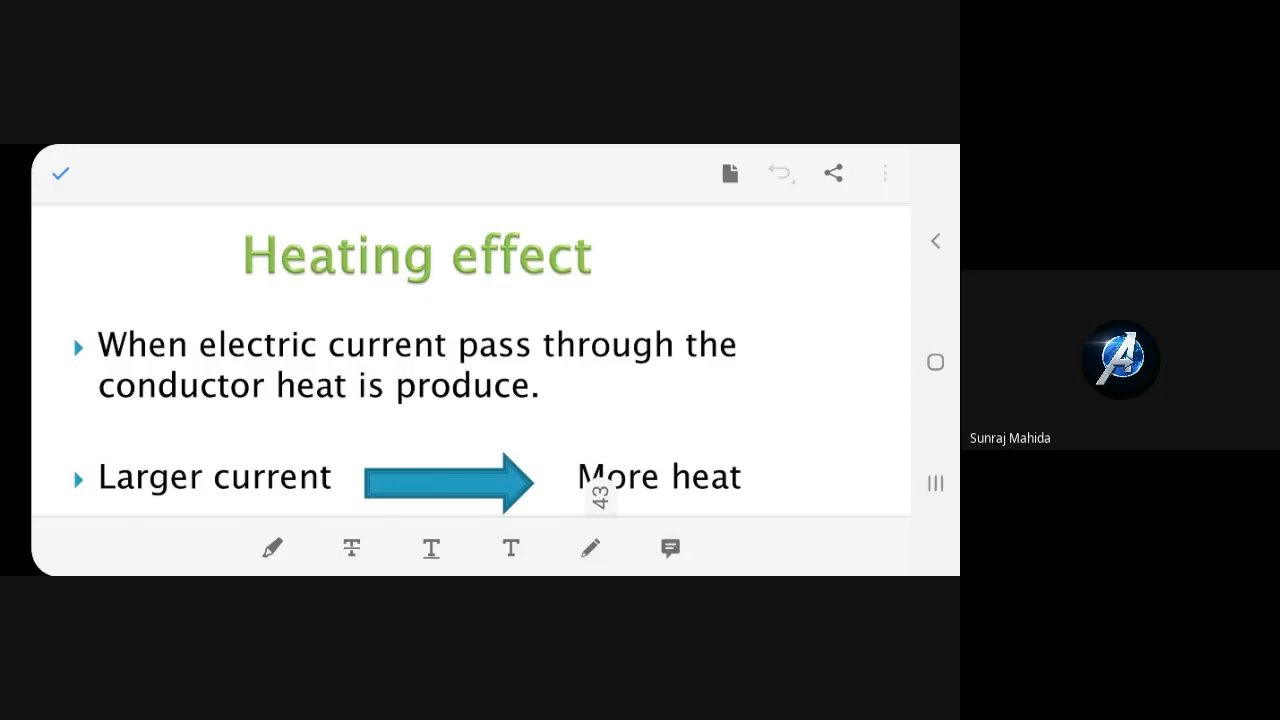 Heating effect
When electric current pass through the
conductor heat is produce.
Larger current More heat
43
Sunraj Mahida